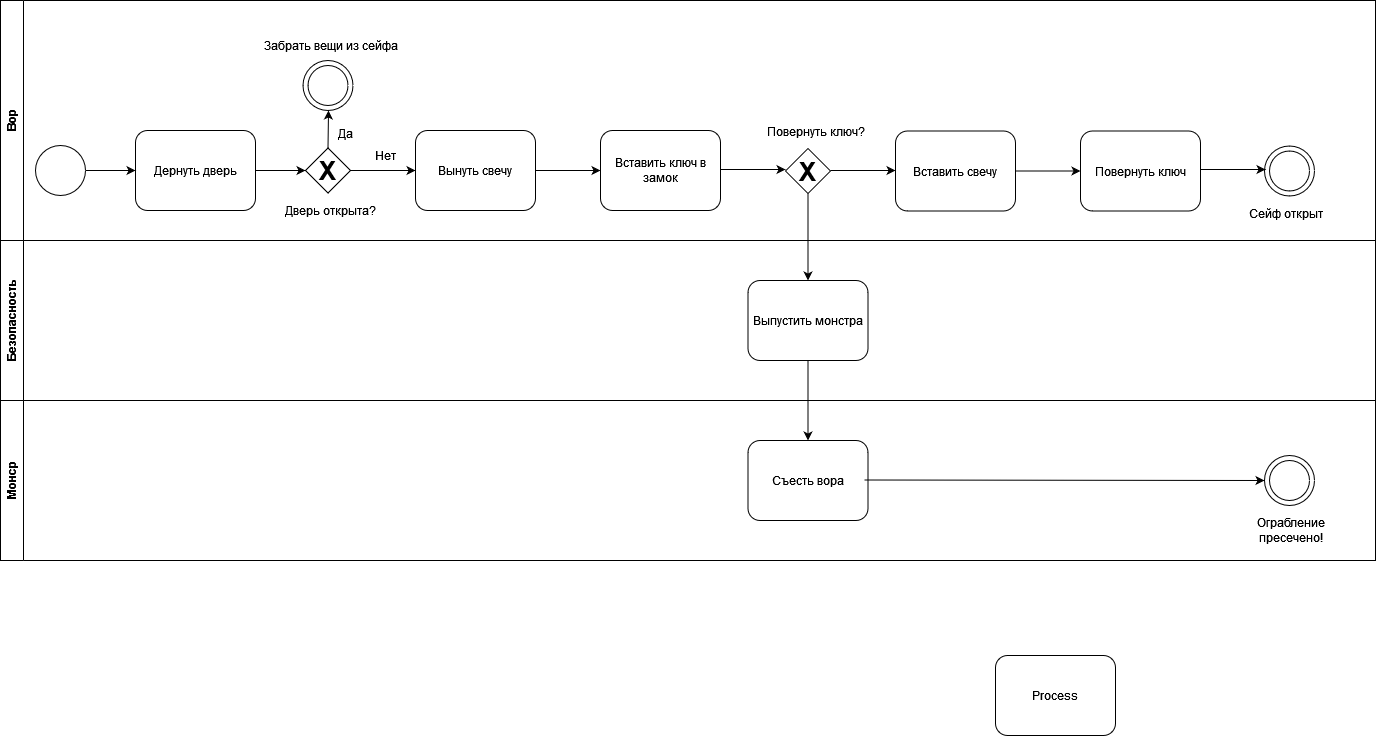 Вор
Забрать вещи из сейфа
Да
Дернуть дверь
X
Нет
Дверь открыта?
Вынуть свечу
Вставить ключ в
замок
Повернуть ключ?
X
Вставить свечу
Повернуть ключ
Сейф открыт
Безопасность
Выпустить монстра
Монср
Съесть вора
Ограбление
пресечено!
Process